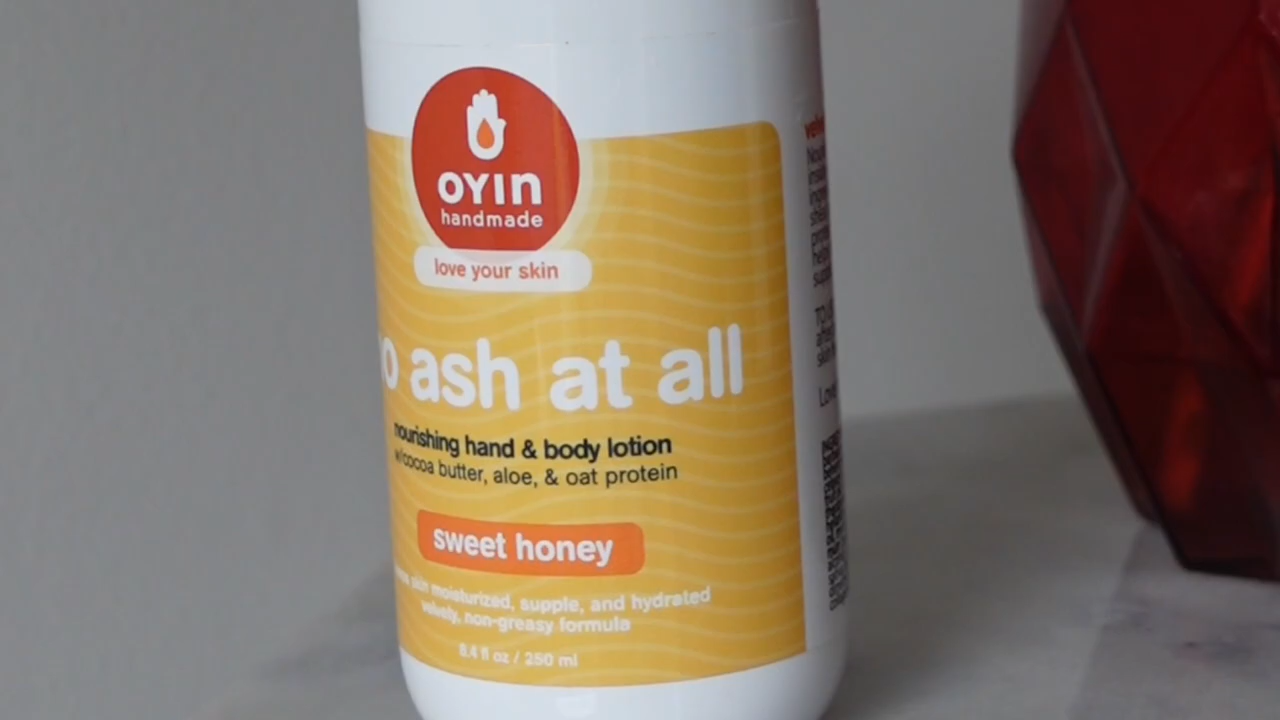 OYIN
handmade
love your skin
o ash at all
nourishing hand & body lotion
w/cocoa butter, aloe, & oat protein
sweet honey
skin moisturized, supple, and hydrated
velvety, non-greasy formula
8.4 fl oz / 250 ml